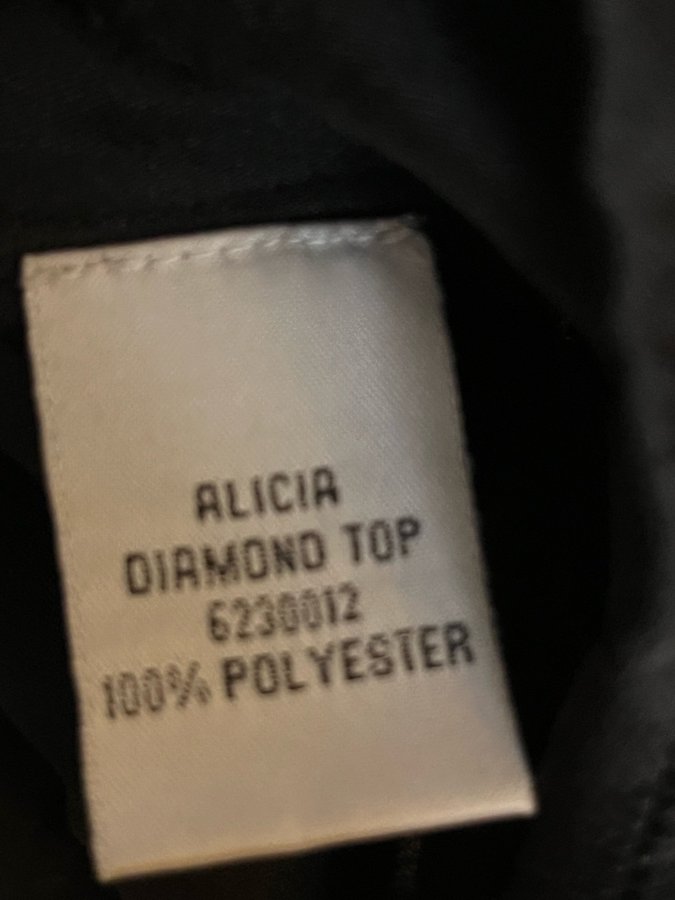 ALICIA
DIAMOND TOP
6230012
100% POLYESTER